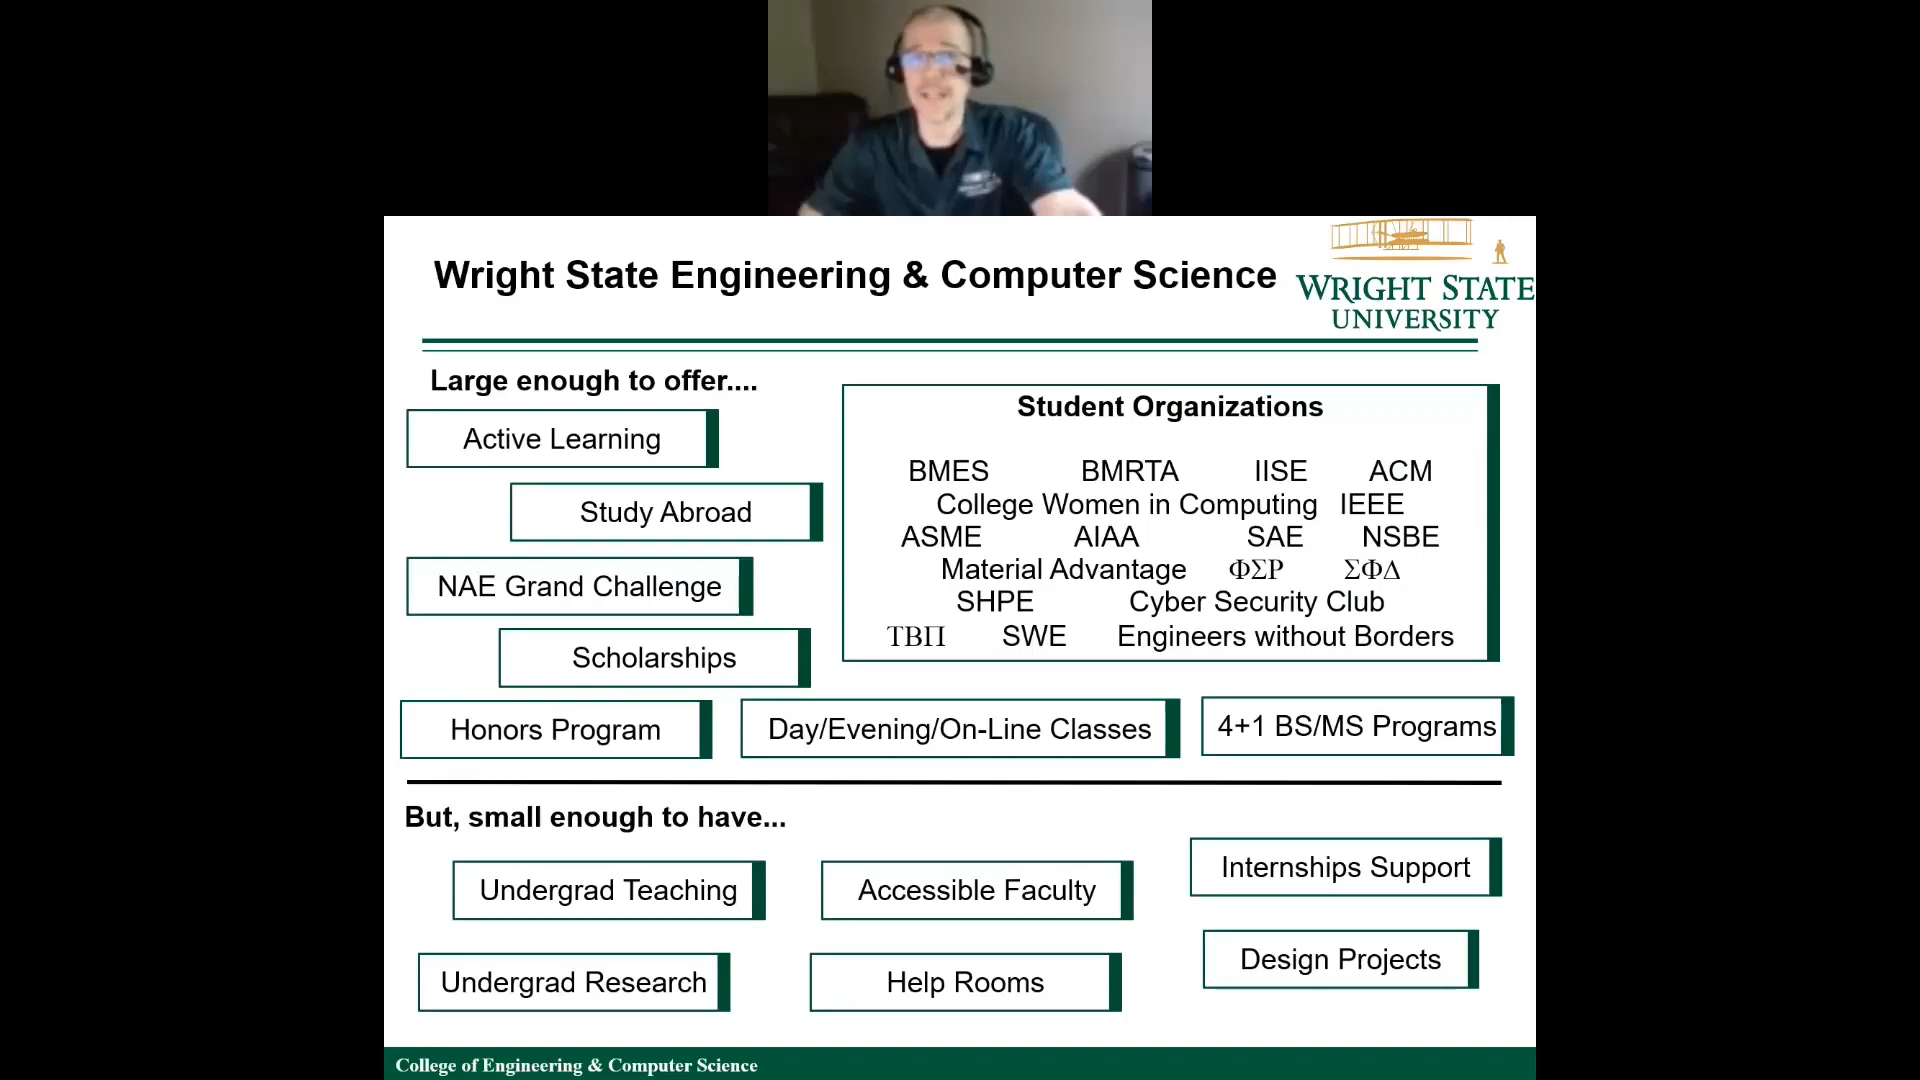 Wright State Engineering & Computer Science
WRIGHT STATE
UNIVERSITY
Large enough to offer....
Active Learning
Study Abroad
NAE Grand Challenge
Scholarships
Honors Program
Day/Evening/On-Line Classes
4+1 BS/MS Programs
Student Organizations
BMES BMRTA IISE ACM
College Women in Computing IEEE
ASME AIAA SAE NSBE
Material Advantage ΦΣΡ ΣΦΔ
SHPE Cyber Security Club
ΤΒΠ SWE Engineers without Borders
But, small enough to have...
Undergrad Teaching
Accessible Faculty
Internships Support
Undergrad Research
Help Rooms
Design Projects
College of Engineering & Computer Science